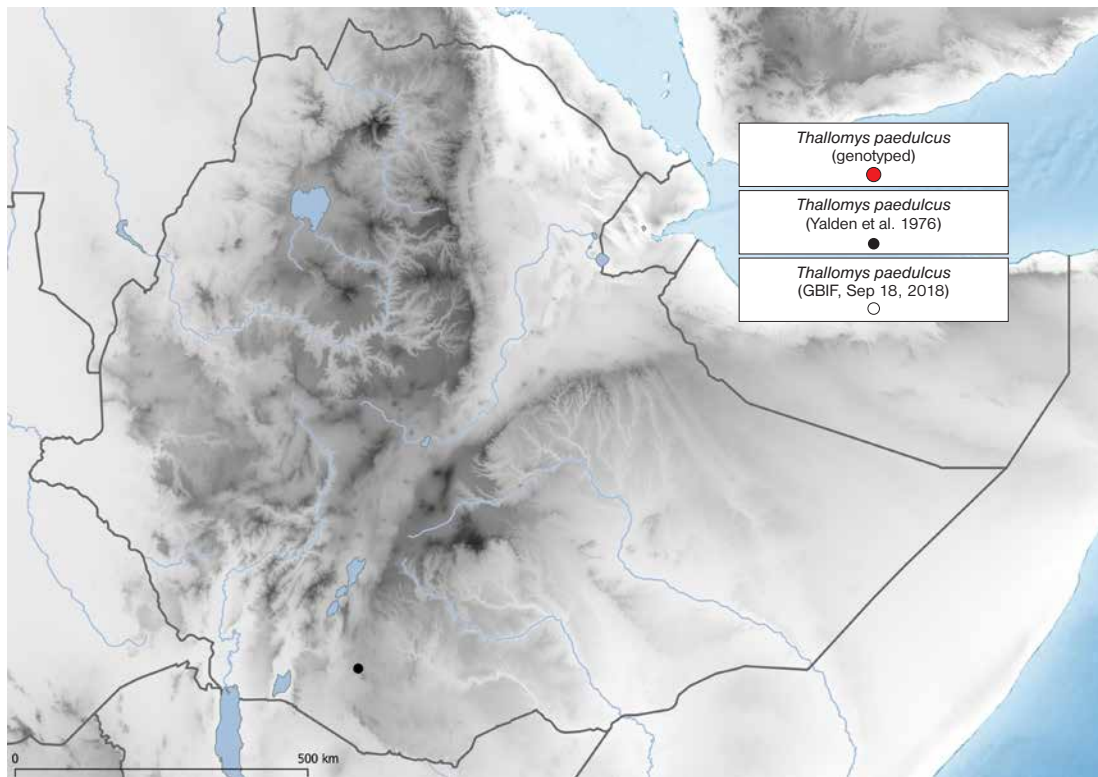 Thallomys paedulcus
(genotyped)
Thallomys paedulcus
(Yalden et al. 1976)
Thallomys paedulcus
(GBIF, Sep 18, 2018)
0
500 km